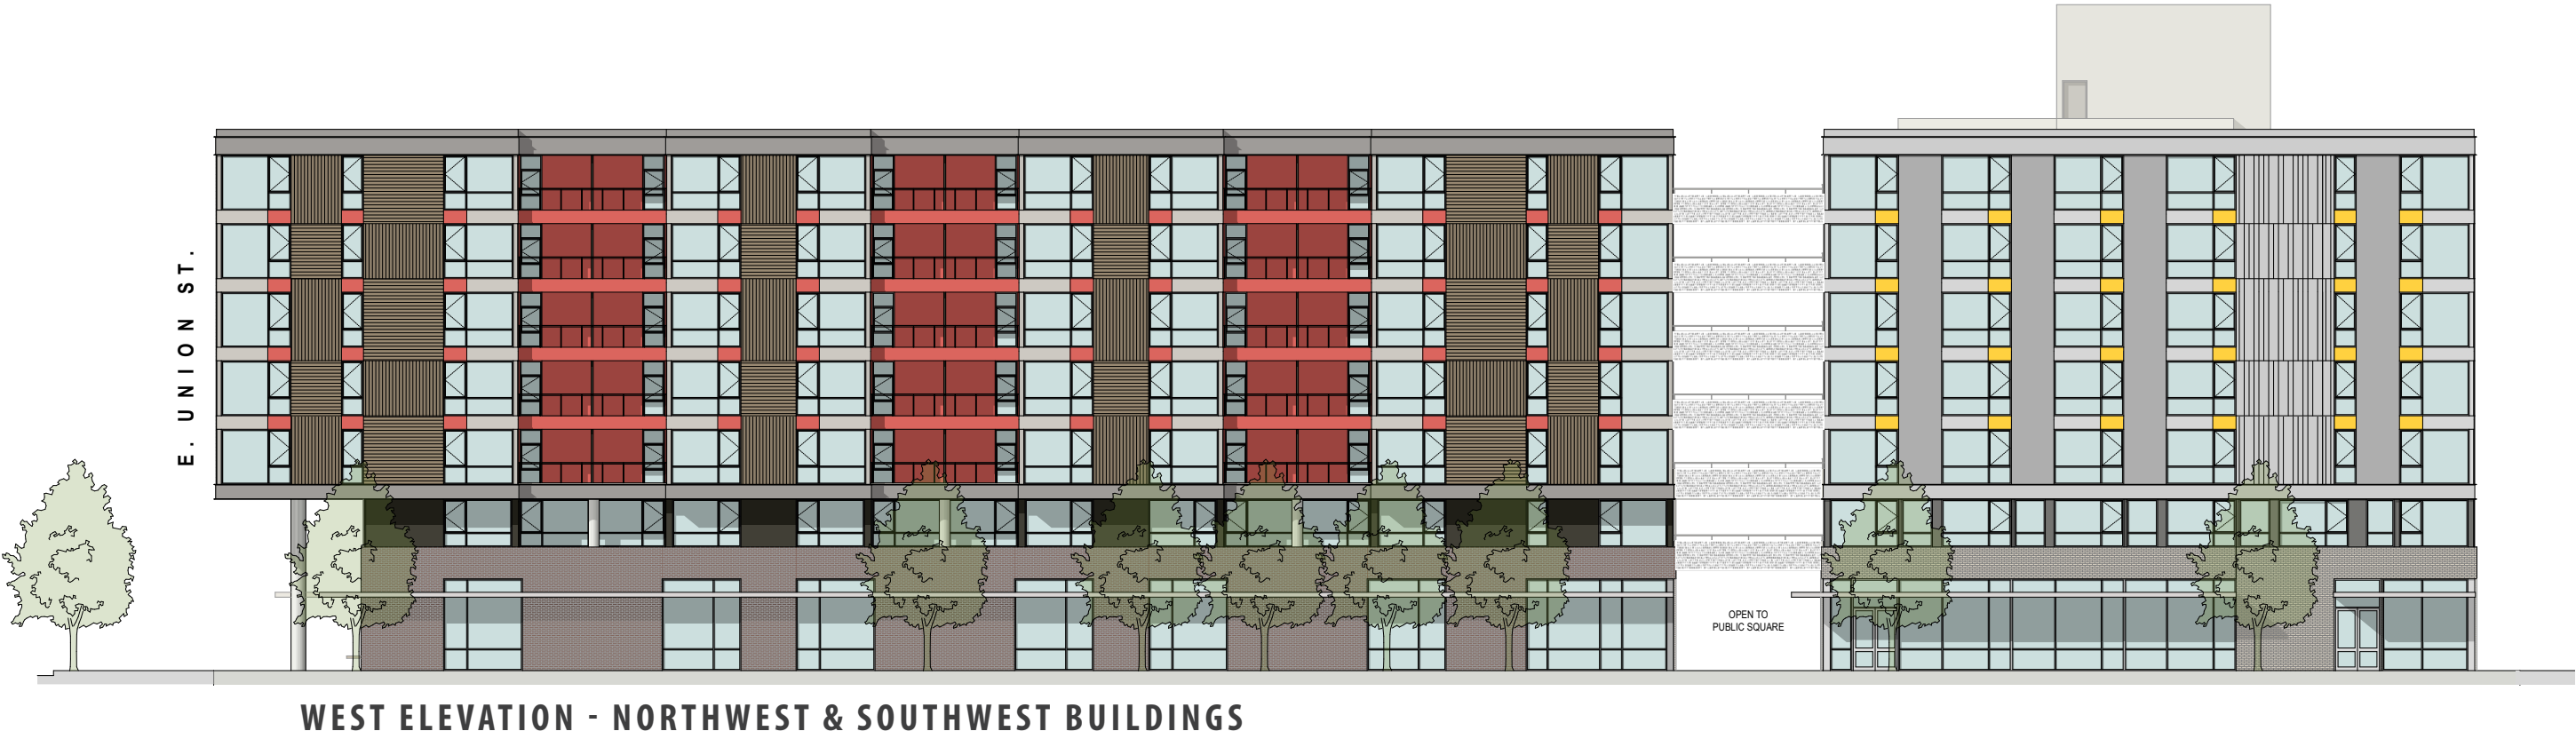 E. UNION ST.
OPEN TO
PUBLIC SQUARE
WEST ELEVATION - NORTHWEST & SOUTHWEST BUILDINGS